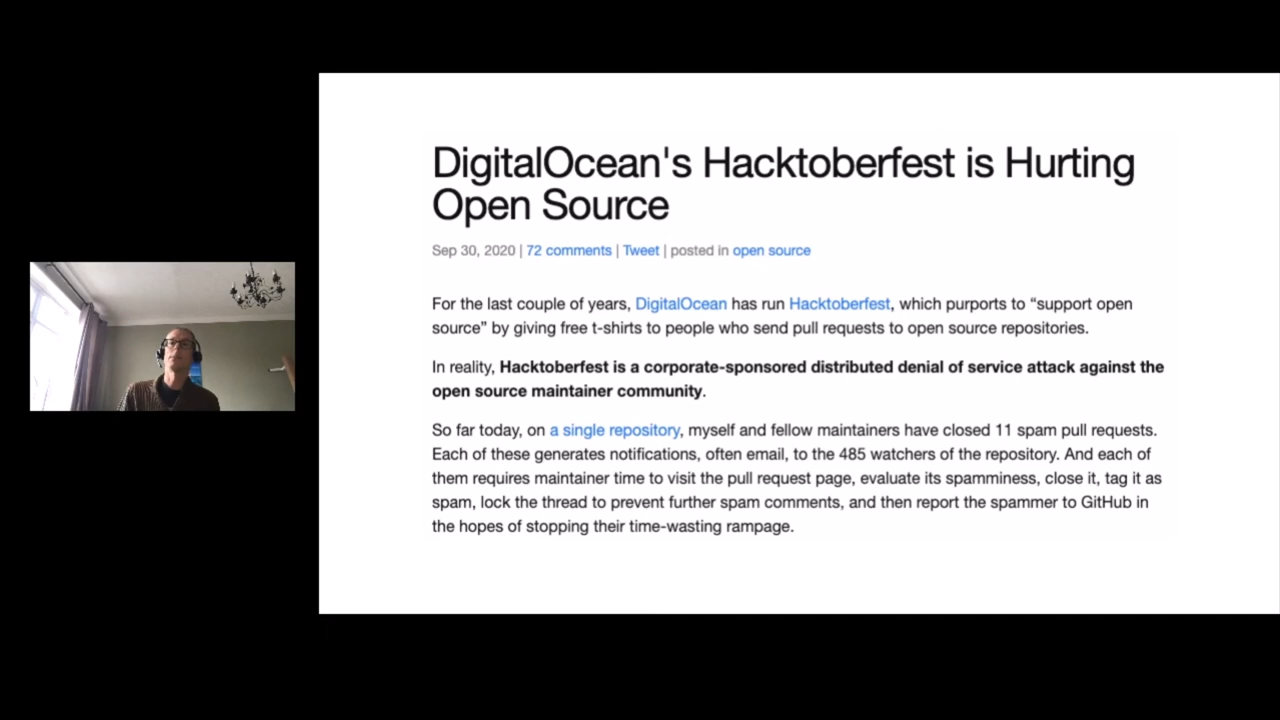 DigitalOcean's Hacktoberfest is Hurting
Open Source
Sep 30, 2020 | 72 comments | Tweet | posted in open source
For the last couple of years, DigitalOcean has run Hacktoberfest, which purports to “support open
source” by giving free t-shirts to people who send pull requests to open source repositories.
In reality, Hacktoberfest is a corporate-sponsored distributed denial of service attack against the
open source maintainer community.
So far today, on a single repository, myself and fellow maintainers have closed 11 spam pull requests.
Each of these generates notifications, often email, to the 485 watchers of the repository. And each of
them requires maintainer time to visit the pull request page, evaluate its spamminess, close it, tag it as
spam, lock the thread to prevent further spam comments, and then report the spammer to GitHub in
the hopes of stopping their time-wasting rampage.